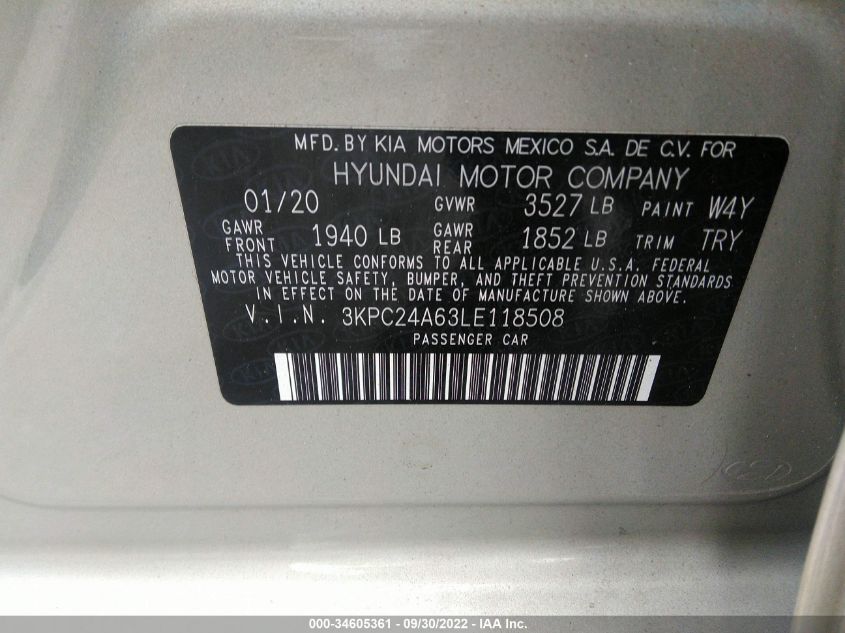 MFD. BY KIA MOTORS MEXICO S.A. DE C.V. FOR
HYUNDAI MOTOR COMPANY
01/20 GVWR 3527 LB PAINT W4Y
GAWR FRONT 1940 LB GAWR REAR 1852 LB TRIM TRY
THIS VEHICLE CONFORMS TO ALL APPLICABLE U.S.A. FEDERAL
MOTOR VEHICLE SAFETY, BUMPER, AND THEFT PREVENTION STANDARDS
IN EFFECT ON THE DATE OF MANUFACTURE SHOWN ABOVE.
V.I.N. 3KPC24A63LE118508
PASSENGER CAR
000-34605361 - 09/30/2022 - IAA Inc.